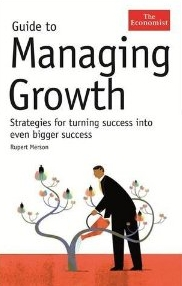 Guide to
The
Economist
Managing
Growth
Strategies for turning success into
even bigger success
Rupert Merson